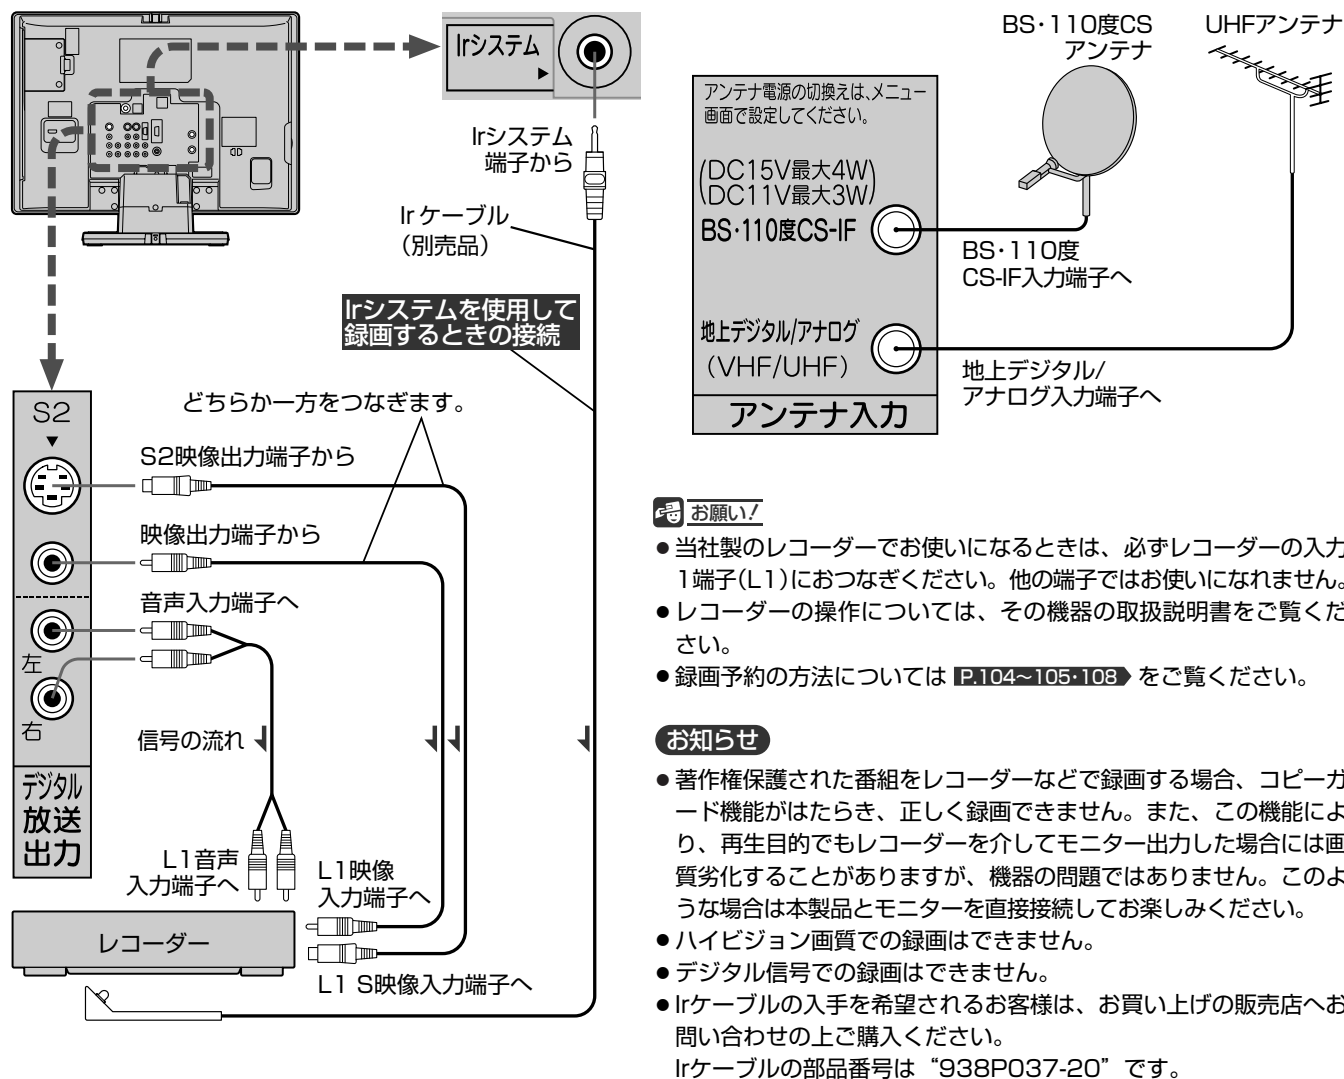 Irシステム
Irシステム
端子から
Irケーブル
（別売品）
Irシステムを使用して
録画するときの接続
S2
どちらか一方をつなぎます。
S2映像出力端子から
映像出力端子から
音声入力端子へ
左
右
信号の流れ
デジタル
放送
出力
L1音声
入力端子へ
L1映像
入力端子へ
レコーダー
L1 S映像入力端子へ
BS・110度CS
アンテナ
UHFアンテナ
アンテナ電源の切換えは、メニュー
画面で設定してください。
(DC15V最大4W)
(DC11V最大3W)
BS・110度CS-IF
BS・110度
CS-IF入力端子へ
地上デジタル/アナログ
（VHF/UHF）
地上デジタル/
アナログ入力端子へ
アンテナ入力
お願い！
●当社製のレコーダーでお使いになるときは、必ずレコーダーの入力
1端子(L1)におつなぎください。他の端子ではお使いになれません。
●レコーダーの操作については、その機器の取扱説明書をご覧くだ
さい。
●録画予約の方法については P.104～105・108 をご覧ください。
お知らせ
●著作権保護された番組をレコーダーなどで録画する場合、コピーガ
ード機能がはたらき、正しく録画できません。また、この機能によ
り、再生目的でもレコーダーを介してモニター出力した場合には画
質劣化することがありますが、機器の問題ではありません。このよ
うな場合は本製品とモニターを直接接続してお楽しみください。
●ハイビジョン画質での録画はできません。
●デジタル信号での録画はできません。
●Irケーブルの入手を希望されるお客様は、お買い上げの販売店へお
問い合わせの上ご購入ください。
Irケーブルの部品番号は“938P037-20”です。